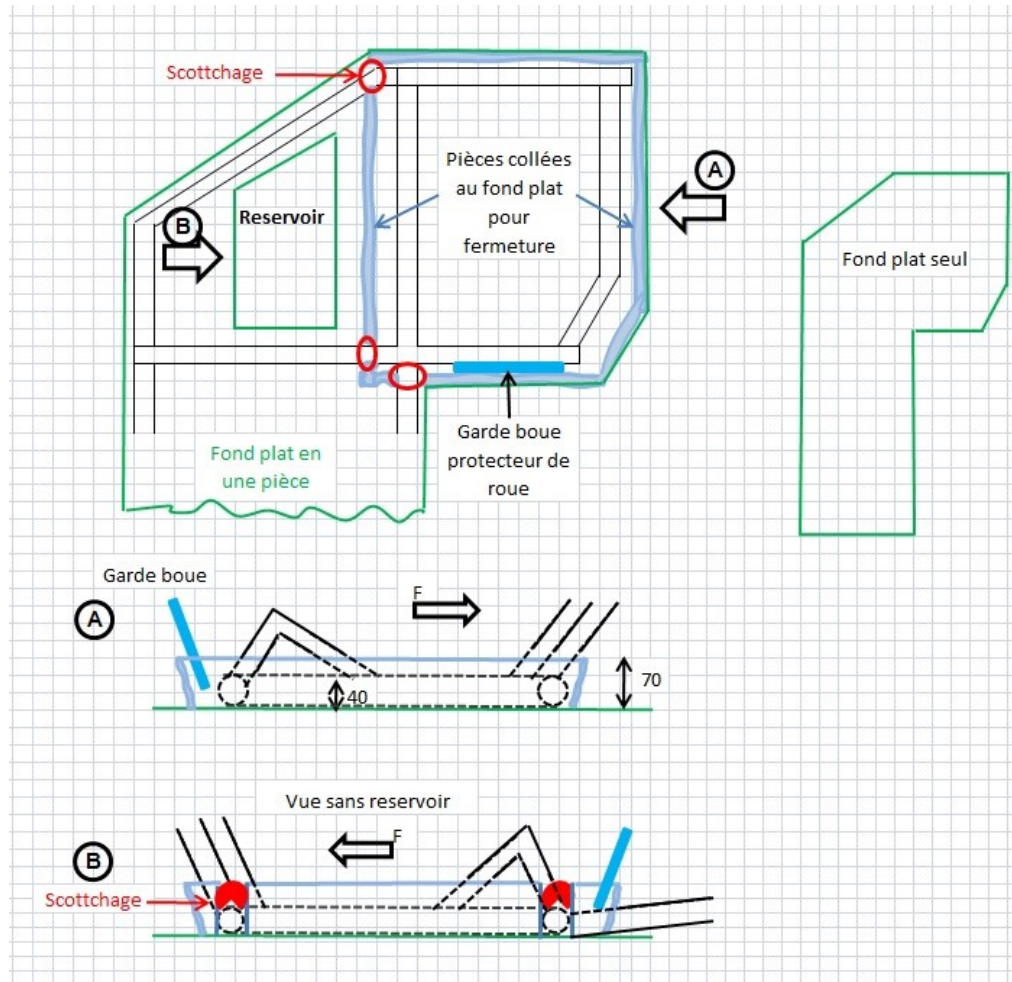 Scottchage
Pièces collées
au fond plat
pour
fermeture
A
B
Reservoir
Fond plat seul
Garde boue
protecteur de
roue
Fond plat en
une pièce
Garde boue
A
F
40
70
Vue sans reservoir
B
F
Scottchage